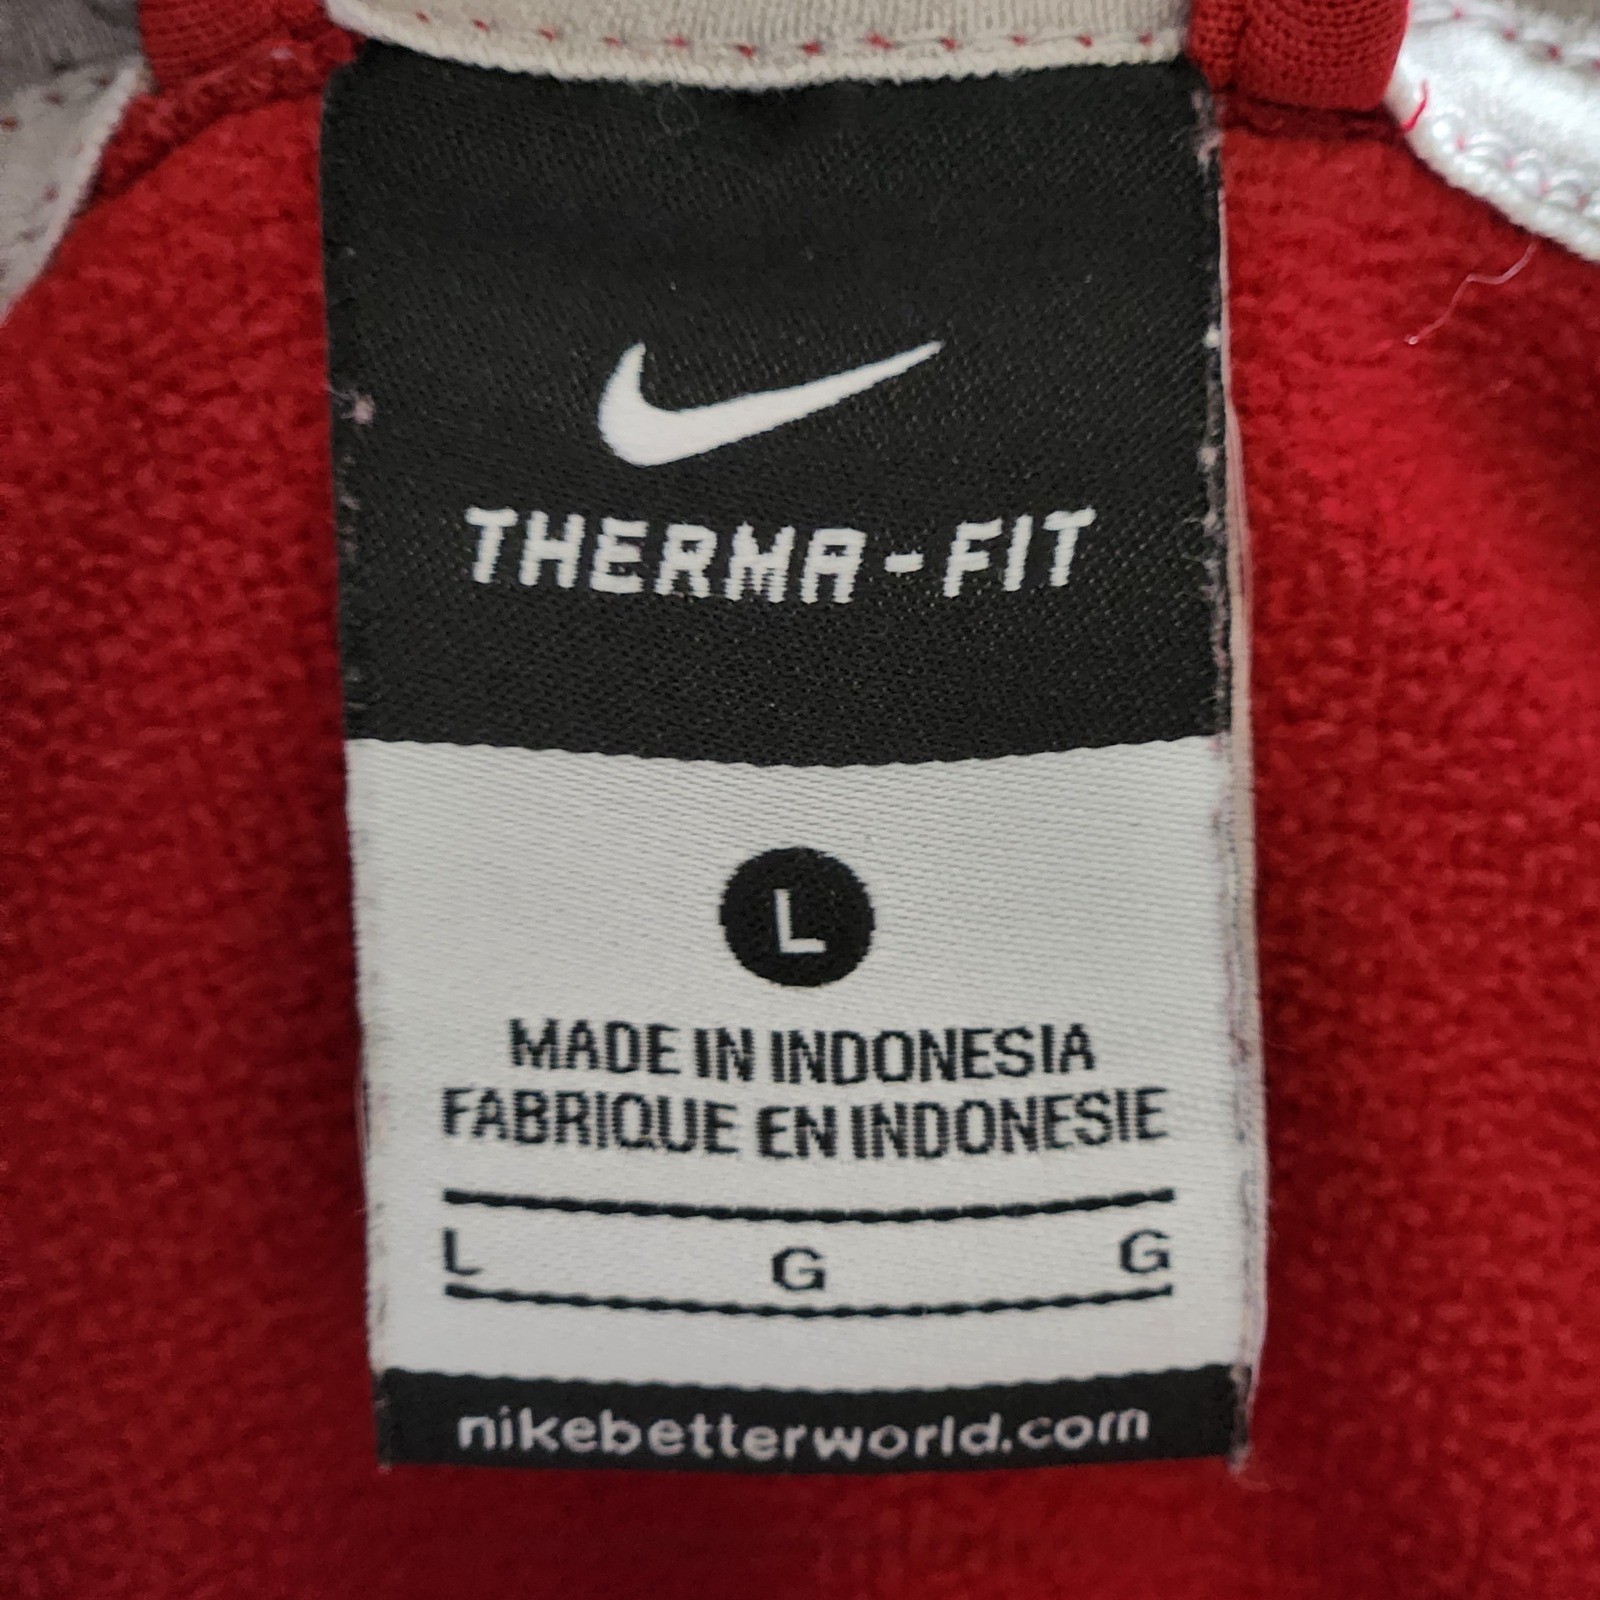 THERMA-FIT
L
MADE IN INDONESIA
FABRIQUE EN INDONESIE
L G G
nikebetterworld.com